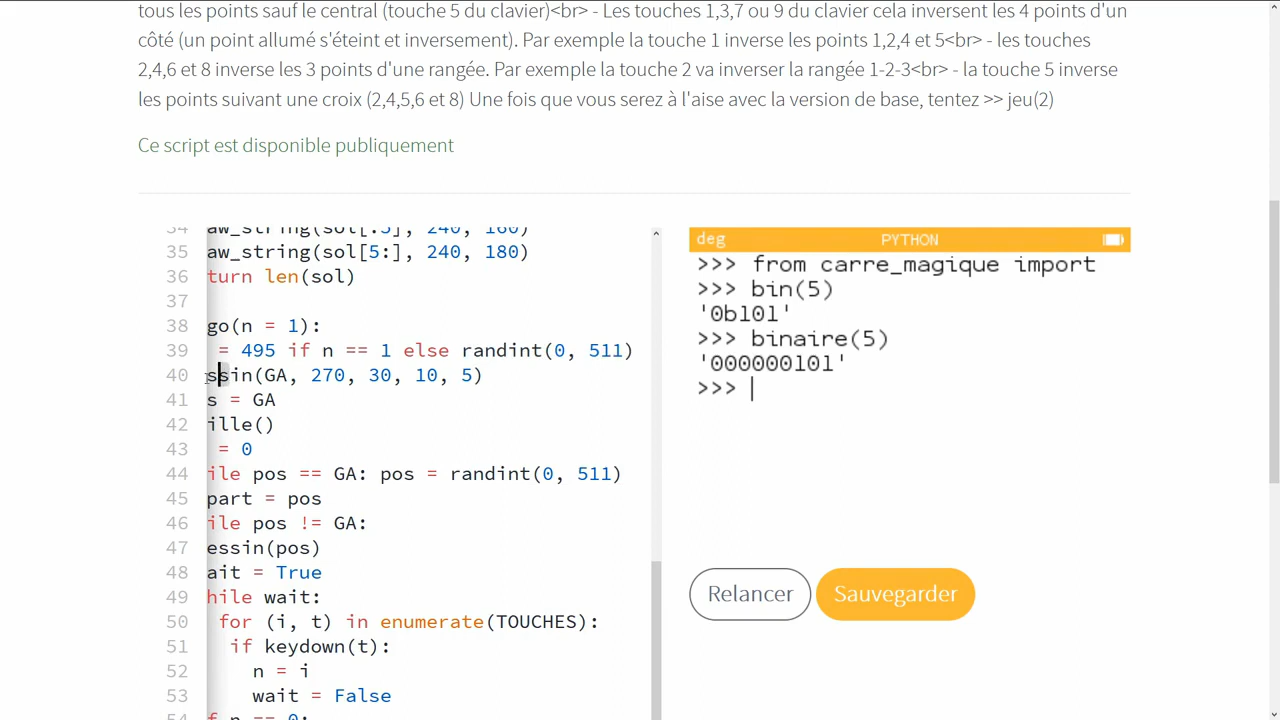 tous les points sauf le central (touche 5 du clavier)<br> - Les touches 1,3,7 ou 9 du clavier cela inversent les 4 points d'un
côté (un point allumé s'éteint et inversement). Par exemple la touche 1 inverse les points 1,2,4 et 5<br> - les touches
2,4,6 et 8 inverse les 3 points d'une rangée. Par exemple la touche 2 va inverser la rangée 1-2-3<br> - la touche 5 inverse
les points suivant une croix (2,4,5,6 et 8) Une fois que vous serez à l'aise avec la version de base, tentez >> jeu(2)
Ce script est disponible publiquement
34 aw_string(sol[:5], 240, 160)
35 aw_string(sol[5:], 240, 180)
36 turn len(sol)
37
38 go(n = 1):
39 = 495 if n == 1 else randint(0, 511)
40 ssin(GA, 270, 30, 10, 5)
41 s = GA
42 ille()
43 = 0
44 ile pos == GA: pos = randint(0, 511)
45 part = pos
46 ile pos != GA:
47 essin(pos)
48 ait = True
49 hile wait:
50 for (i, t) in enumerate(TOUCHES):
51 if keydown(t):
52 n = i
53 wait = False
54 f n == 0:
deg PYTHON
>>> from carre_magique import
>>> bin(5)
'0b101'
>>> binaire(5)
'000000101'
>>>
Relancer
Sauvegarder